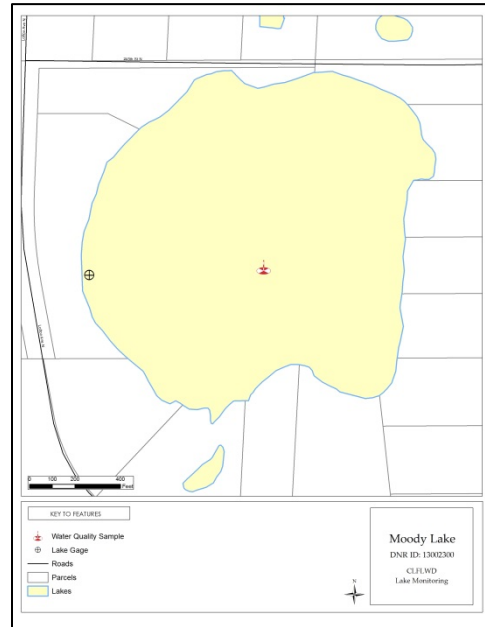 0
100
200
400
Feet
KEY TO FEATURES
Water Quality Sample
Lake Gage
Roads
Parcels
Lakes
N
Moody Lake
DNR ID: 13002300
CLFLWD
Lake Monitoring